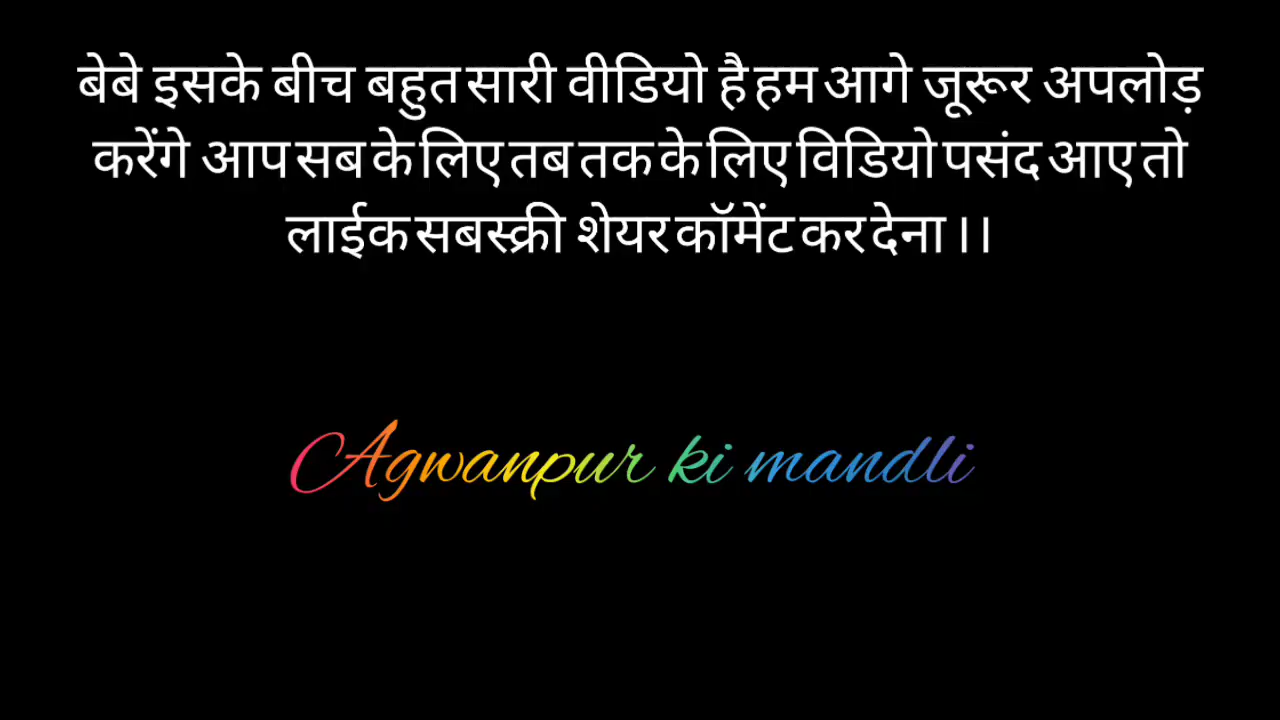 बेबे इसके बीच बहुत सारी वीडियो है हम आगे जूरूर अपलोड़
करेंगे आप सब के लिए तब तक के लिए विडियो पसंद आए तो
लाईक सबस्क्री शेयर कॉमेंट कर देना ।।
Agwanpur ki mandli